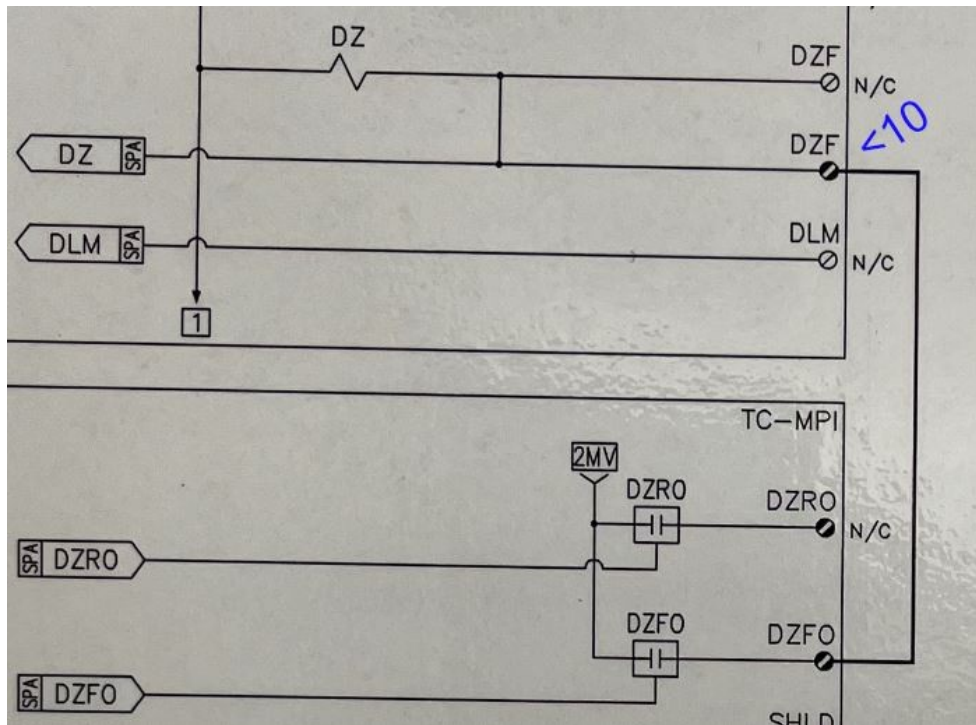 DZ
DZF
N/C
DZF
<10
DZ
SPA
DLM
DLM
SPA
N/C
1
TC-MPI
2MV
DZRO
DZRO
N/C
SPA
DZRO
DZFO
DZFO
SPA
DZFO
SHLD